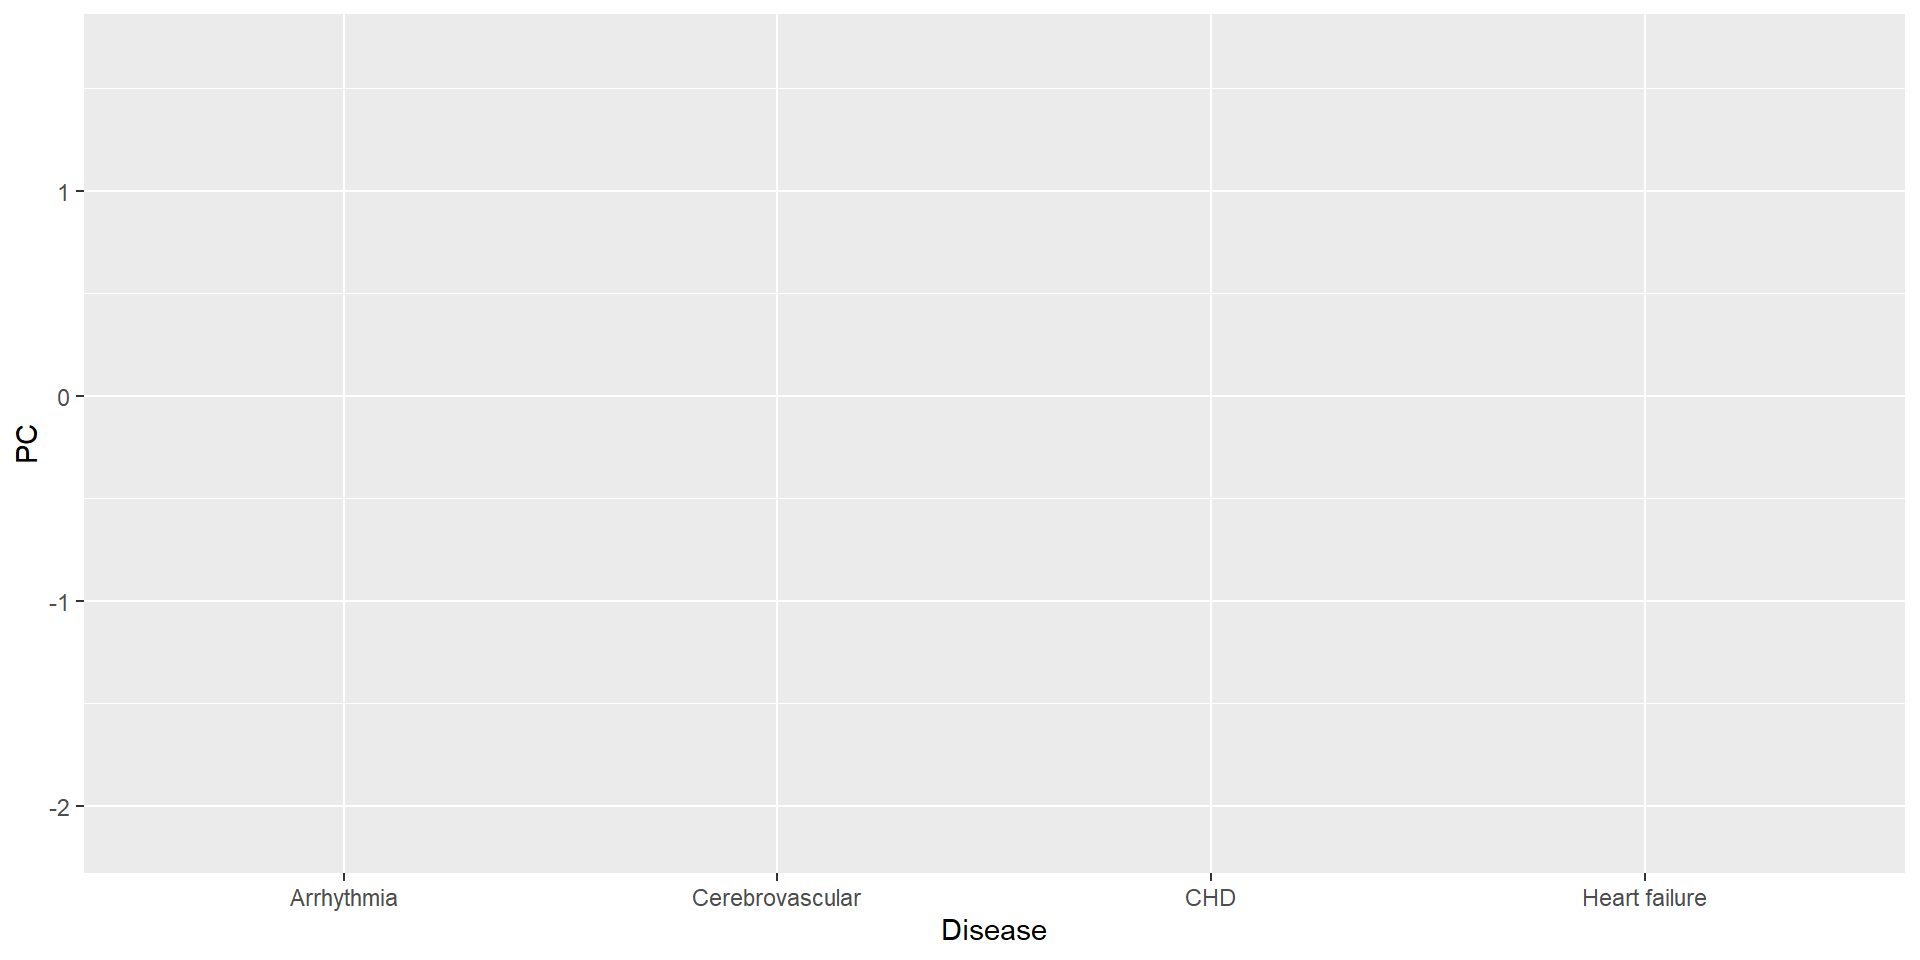 1
0
-1
-2
PC
Arrhythmia
Cerebrovascular
CHD
Heart failure
Disease